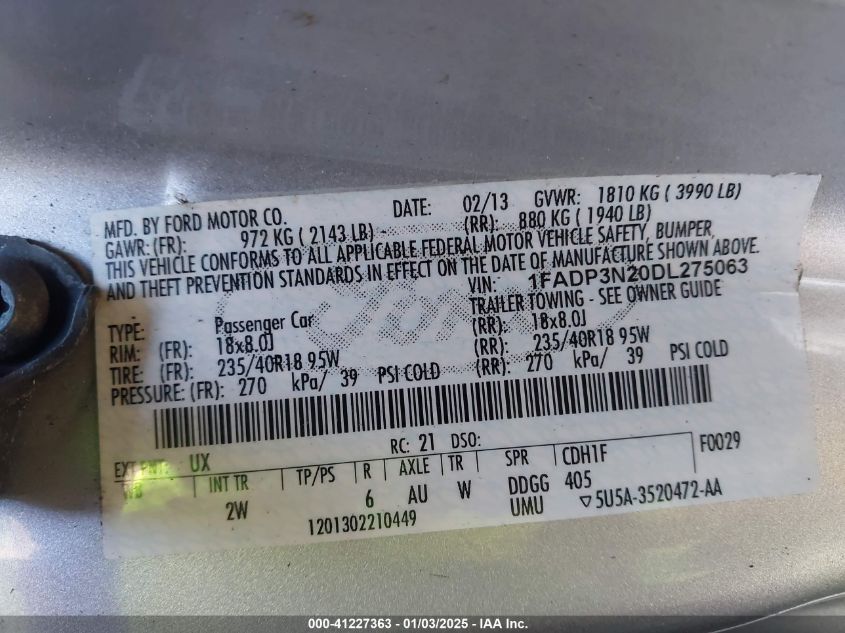 MFD. BY FORD MOTOR CO. DATE: 02/13 GVWR: 1810 KG ( 3990 LB)
GAWR: (FR): 972 KG ( 2143 LB) - (RR): 880 KG ( 1940 LB)
THIS VEHICLE CONFORMS TO ALL APPLICABLE FEDERAL MOTOR VEHICLE SAFETY, BUMPER,
AND THEFT PREVENTION STANDARDS IN EFFECT ON THE DATE OF MANUFACTURE SHOWN ABOVE.
VIN: 1FADP3N20DL275063
TRAILER TOWING - SEE OWNER GUIDE
TYPE: Passenger Car
RIM: (FR): 18x8.0J (RR): 18x8.0J
TIRE: (FR): 235/40R18 95W (RR): 235/40R18 95W
PRESSURE: (FR): 270 kPa/ 39 PSI COLD (RR): 270 kPa/ 39 PSI COLD
RC: 21 DSO: F0029
EXT PNT: UX
WB INT TR TP/PS R AXLE TR SPR CDH1F
2W 6 AU W DDGG 405
UMU ▽5U5A-3520472-AA
1201302210449
000-41227363 - 01/03/2025 - IAA Inc.